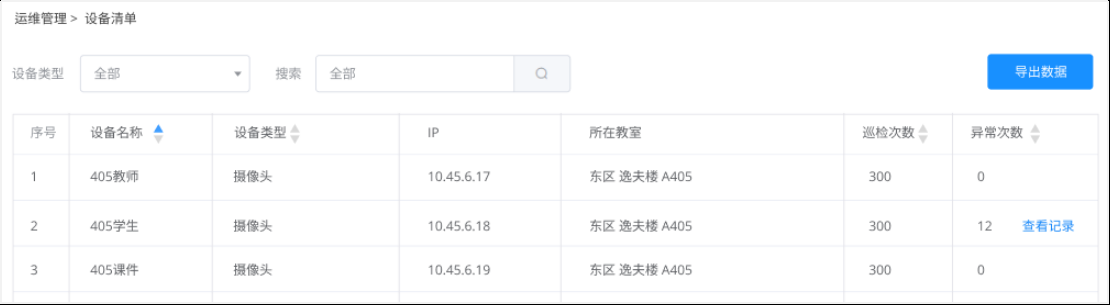 运维管理 > 设备清单
设备类型 全部 搜索 全部 导出数据
序号 设备名称 设备类型 IP 所在教室 巡检次数 异常次数
1 405教师 摄像头 10.45.6.17 东区 逸夫楼 A405 300 0
2 405学生 摄像头 10.45.6.18 东区 逸夫楼 A405 300 12 查看记录
3 405课件 摄像头 10.45.6.19 东区 逸夫楼 A405 300 0